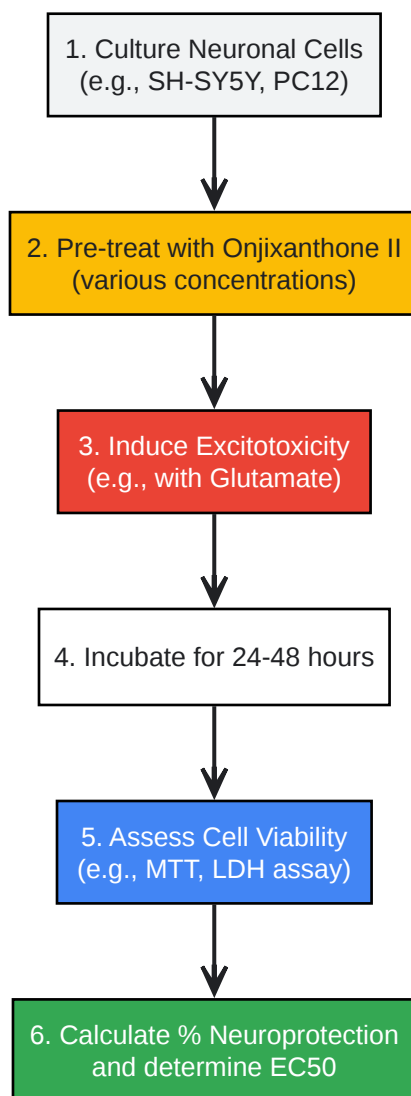 1. Culture Neuronal Cells
(e.g., SH-SY5Y, PC12)
2. Pre-treat with Onjixanthone II
(various concentrations)
3. Induce Excitotoxicity
(e.g., with Glutamate)
4. Incubate for 24-48 hours
5. Assess Cell Viability
(e.g., MTT, LDH assay)
6. Calculate % Neuroprotection
and determine EC50